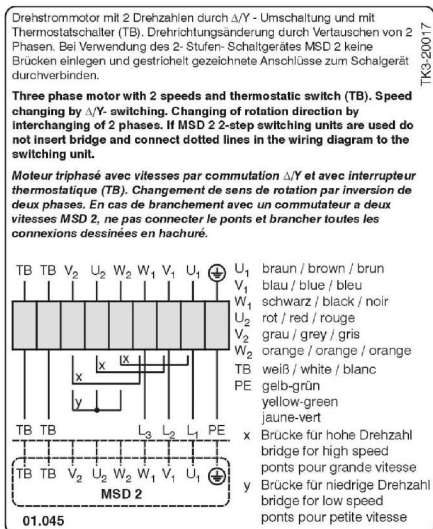 Drehstrommotor mit 2 Drehzahlen durch Δ/Y - Umschaltung und mit
Thermostatschalter (TB). Drehrichtungsänderung durch Vertauschen von 2
Phasen. Bei Verwendung des 2- Stufen- Schaltgerätes MSD 2 keine
Brücken einlegen und gestrichelt gezeichnete Anschlüsse zum Schalgerät
durchverbinden.
TK3-20017
Three phase motor with 2 speeds and thermostatic switch (TB). Speed
changing by Δ/Y- switching. Changing of rotation direction by
interchanging of 2 phases. If MSD 2 2-step switching units are used do
not insert bridge and connect dotted lines in the wiring diagram to the
switching unit.
Moteur triphasé avec vitesses par commutation Δ/Y et avec interrupteur
thermostatique (TB). Changement de sens de rotation par inversion de
deux phases. En cas de branchement avec un commutateur a deux
vitesses MSD 2, ne pas connecter le ponts et brancher toutes les
connexions dessinées en hachuré.
TB TB V₂ U₂ W₂ W₁ V₁ U₁
x
x
y
TB TB L₃ L₂ L₁ PE
TB TB V₂ U₂ W₂ W₁ V₁ U₁
MSD 2
01.045
U₁ braun / brown / brun
V₁ blau / blue / bleu
W₁ schwarz / black / noir
U₂ rot / red / rouge
V₂ grau / grey / gris
W₂ orange / orange / orange
TB weiß / white / blanc
PE gelb-grün
yellow-green
jaune-vert
x Brücke für hohe Drehzahl
bridge for high speed
ponts pour grande vitesse
y Brücke für niedrige Drehzahl
bridge for low speed
ponts pour petite vitesse